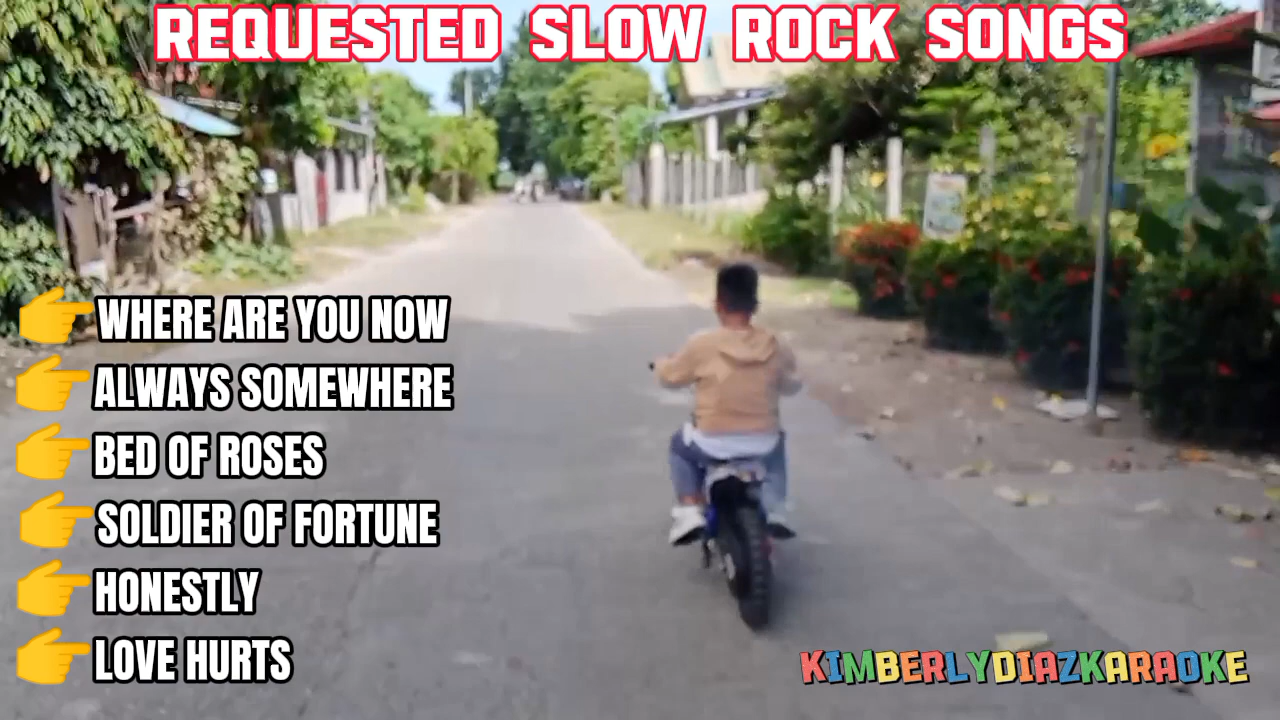 REQUESTED SLOW ROCK SONGS
WHERE ARE YOU NOW
ALWAYS SOMEWHERE
BED OF ROSES
SOLDIER OF FORTUNE
HONESTLY
LOVE HURTS
KIMBERLYDIAZKARAOKE